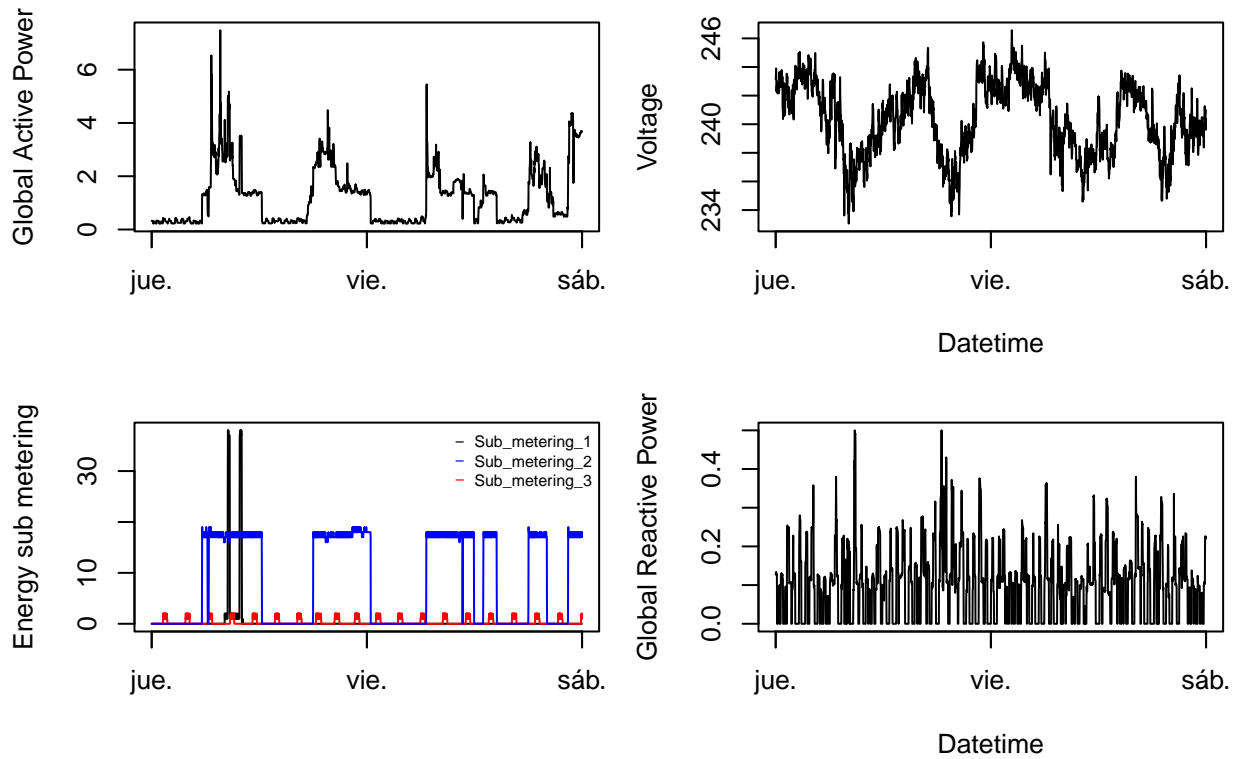 Global Active Power
6
4
2
0
jue.
vie.
sáb.
Voltage
246
240
234
jue.
vie.
sáb.
Datetime
Energy sub metering
30
10
0
Sub_metering_1
Sub_metering_2
Sub_metering_3
jue.
vie.
sáb.
Global Reactive Power
0.4
0.2
0.0
jue.
vie.
sáb.
Datetime